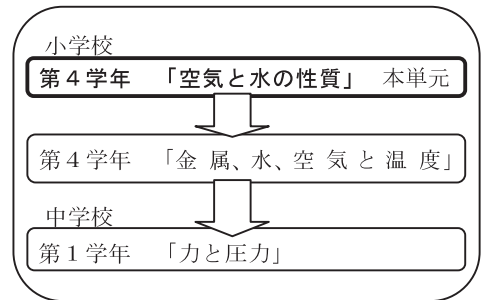 小学校
第４学年　「空気と水の性質」　本単元
第４学年　「金属、水、空気と温度」
中学校
第１学年　「力と圧力」